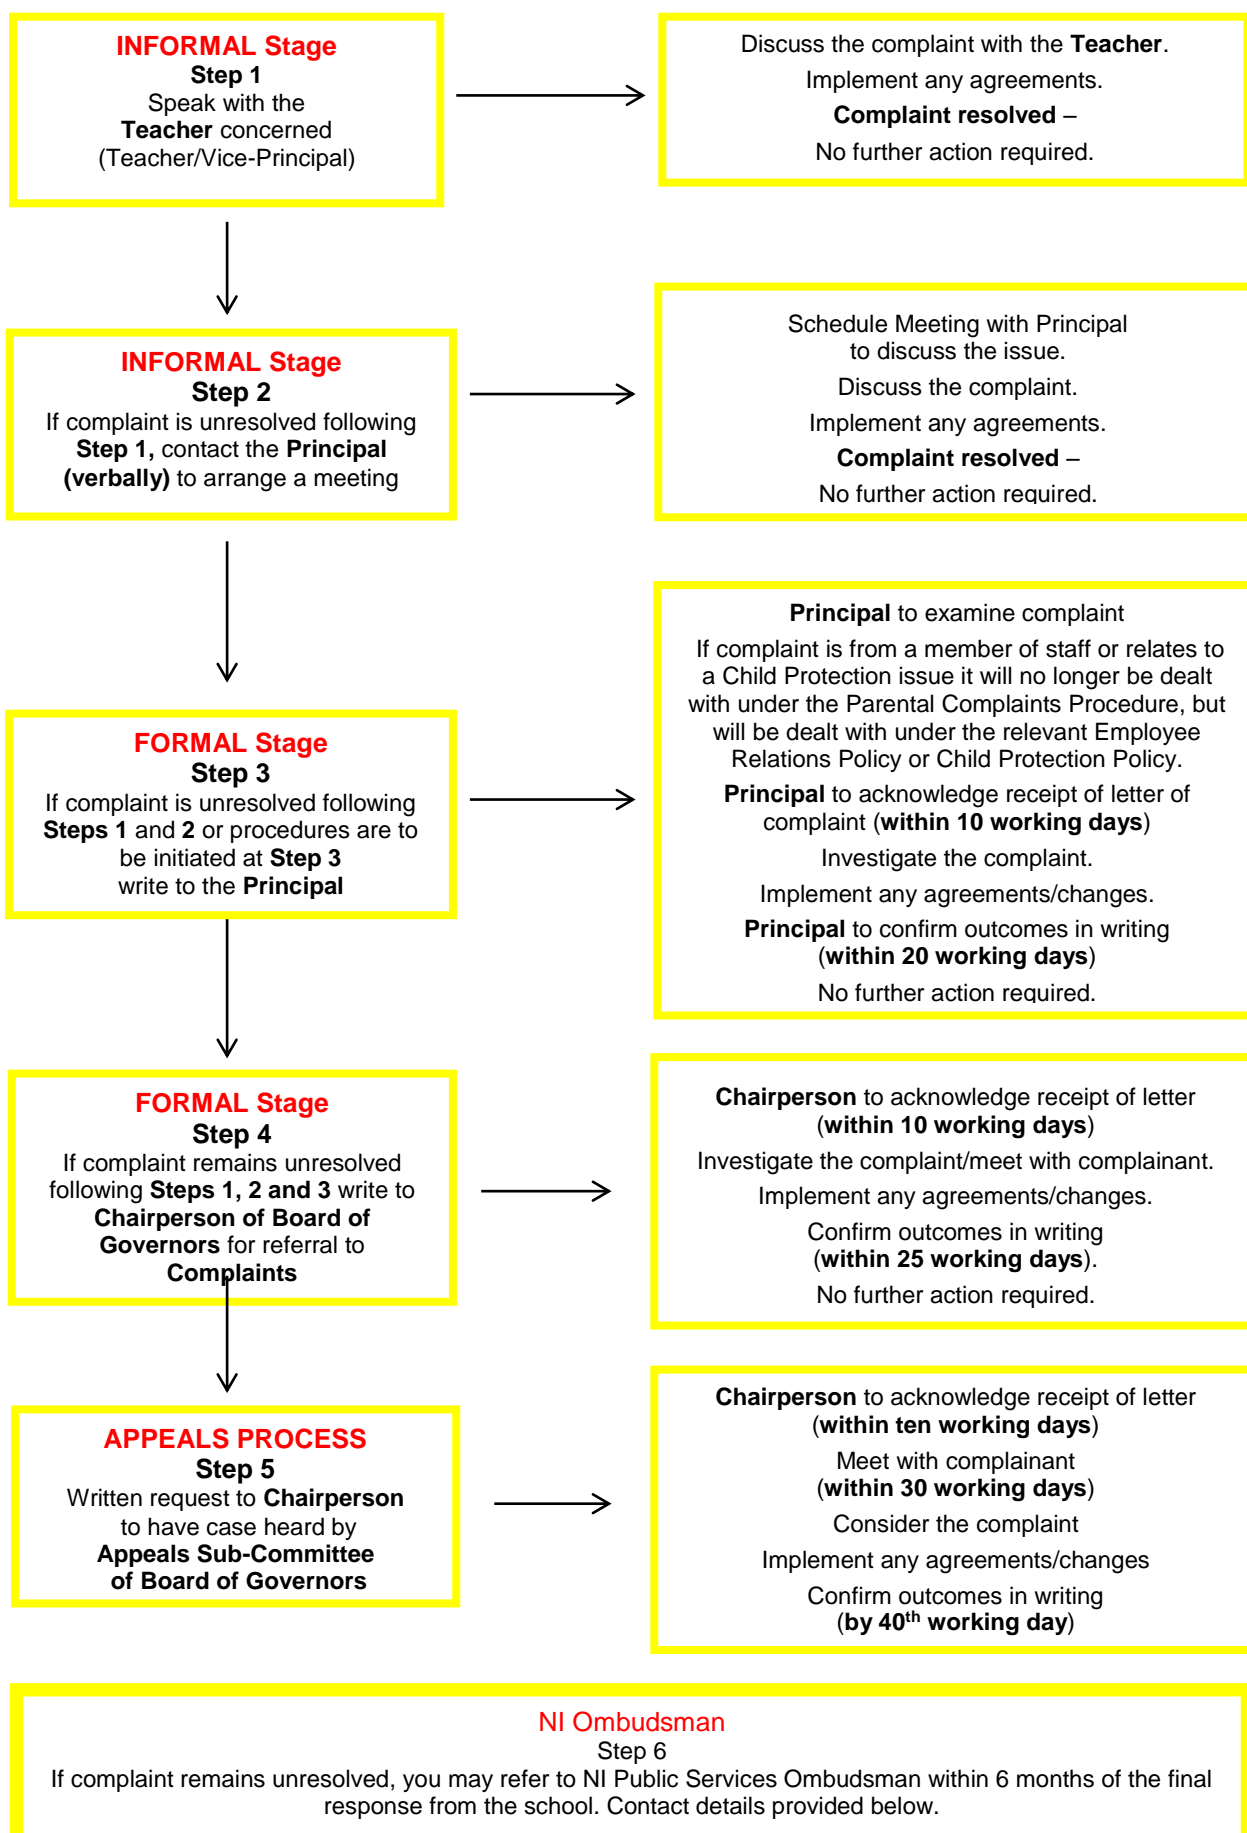 INFORMAL Stage
Step 1
Speak with the
Teacher concerned
(Teacher/Vice-Principal)
Discuss the complaint with the Teacher.
Implement any agreements.
Complaint resolved –
No further action required.
INFORMAL Stage
Step 2
If complaint is unresolved following
Step 1, contact the Principal
(verbally) to arrange a meeting
Schedule Meeting with Principal
to discuss the issue.
Discuss the complaint.
Implement any agreements.
Complaint resolved –
No further action required.
FORMAL Stage
Step 3
If complaint is unresolved following
Steps 1 and 2 or procedures are to
be initiated at Step 3
write to the Principal
Principal to examine complaint
If complaint is from a member of staff or relates to
a Child Protection issue it will no longer be dealt
with under the Parental Complaints Procedure, but
will be dealt with under the relevant Employee
Relations Policy or Child Protection Policy.
Principal to acknowledge receipt of letter of
complaint (within 10 working days)
Investigate the complaint.
Implement any agreements/changes.
Principal to confirm outcomes in writing
(within 20 working days)
No further action required.
FORMAL Stage
Step 4
If complaint remains unresolved
following Steps 1, 2 and 3 write to
Chairperson of Board of
Governors for referral to
Complaints
Chairperson to acknowledge receipt of letter
(within 10 working days)
Investigate the complaint/meet with complainant.
Implement any agreements/changes.
Confirm outcomes in writing
(within 25 working days).
No further action required.
APPEALS PROCESS
Step 5
Written request to Chairperson
to have case heard by
Appeals Sub-Committee
of Board of Governors
Chairperson to acknowledge receipt of letter
(within ten working days)
Meet with complainant
(within 30 working days)
Consider the complaint
Implement any agreements/changes
Confirm outcomes in writing
(by 40th working day)
NI Ombudsman
Step 6
If complaint remains unresolved, you may refer to NI Public Services Ombudsman within 6 months of the final
response from the school. Contact details provided below.